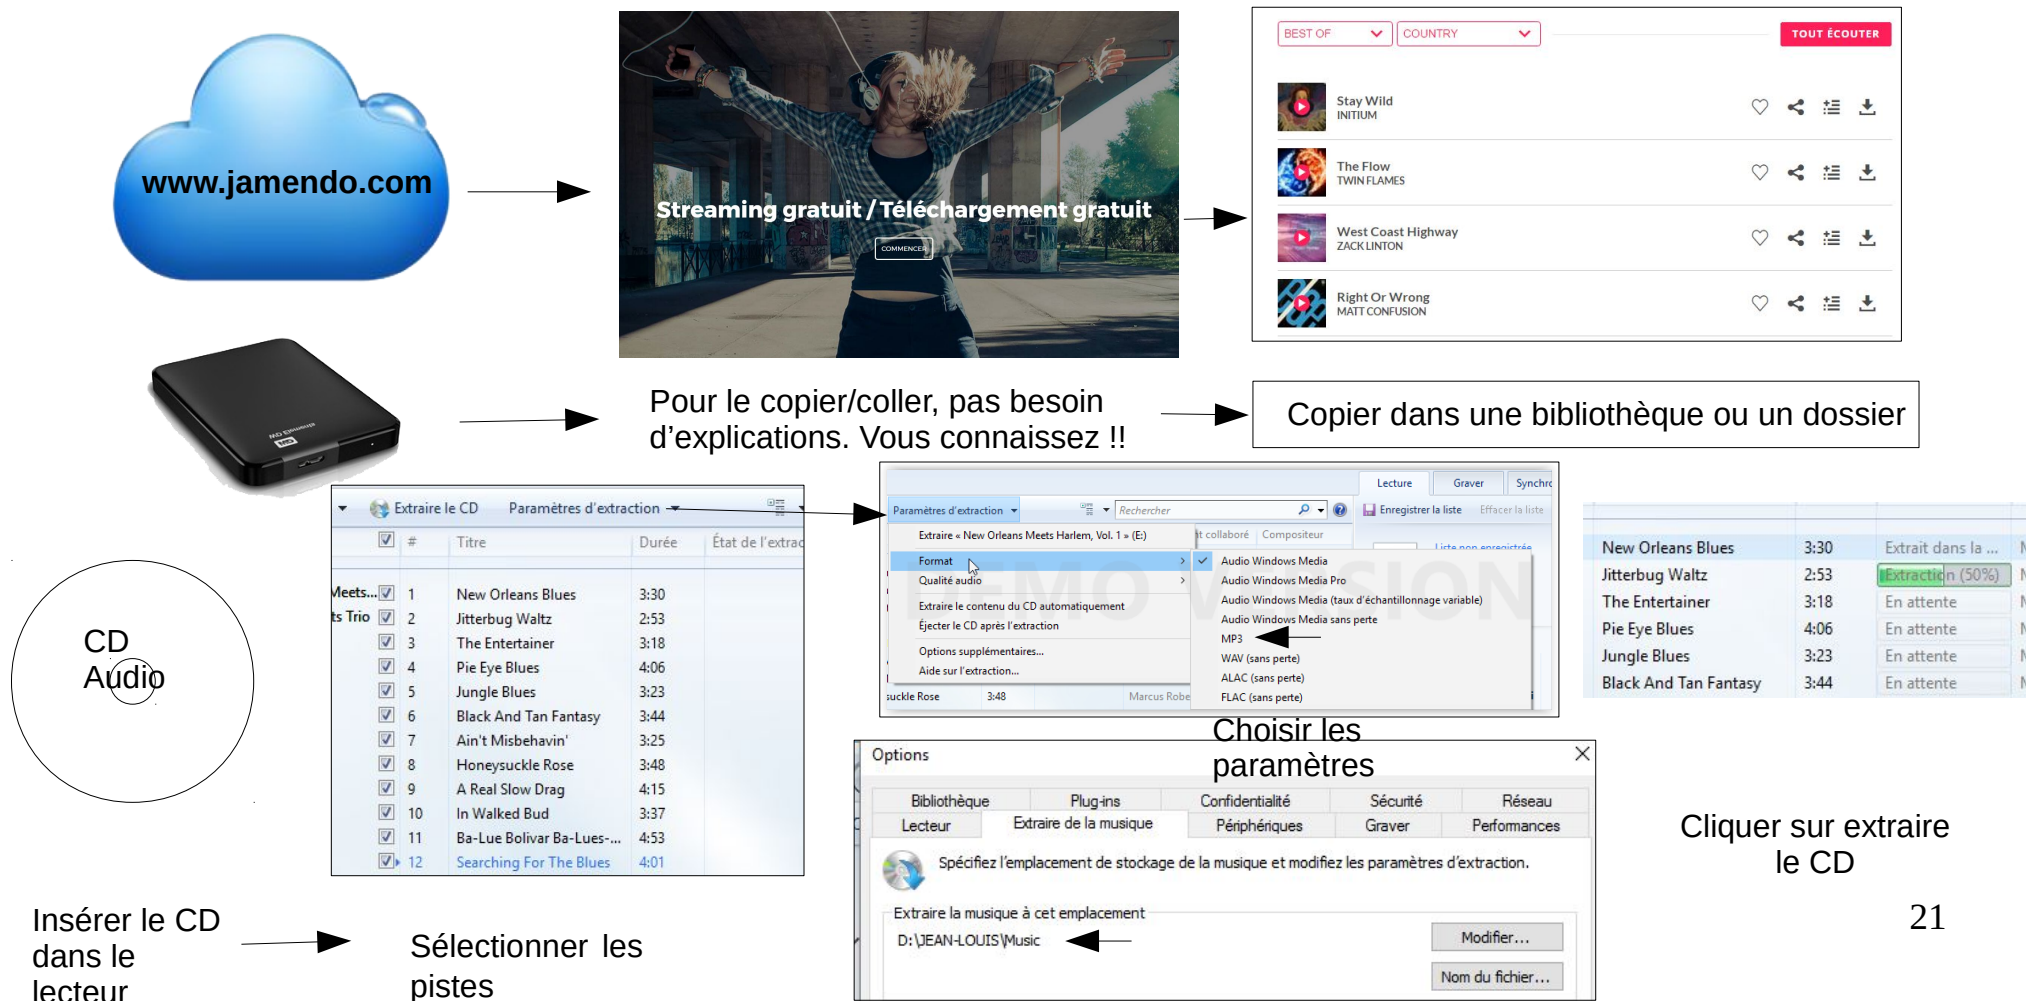 www.jamendo.com
Streaming gratuit / Téléchargement gratuit
COMMENCER
BEST OF
COUNTRY
TOUT ÉCOUTER
Stay Wild
INITIUM
The Flow
TWIN FLAMES
West Coast Highway
ZACK LINTON
Right Or Wrong
MATT CONFUSION
Pour le copier/coller, pas besoin
d'explications. Vous connaissez !!
Copier dans une bibliothèque ou un dossier
CD
Audio
Extraire le CD Paramètres d'extraction
# Titre Durée État de l'extrac
Meets...
ts Trio
1 New Orleans Blues 3:30
2 Jitterbug Waltz 2:53
3 The Entertainer 3:18
4 Pie Eye Blues 4:06
5 Jungle Blues 3:23
6 Black And Tan Fantasy 3:44
7 Ain't Misbehavin' 3:25
8 Honeysuckle Rose 3:48
9 A Real Slow Drag 4:15
10 In Walked Bud 3:37
11 Ba-Lue Bolivar Ba-Lues-... 4:53
12 Searching For The Blues 4:01
Lecture Graver Synchro
Paramètres d'extraction Rechercher Enregistrer la liste Effacer la liste
Extraire « New Orleans Meets Harlem, Vol. 1 » (E:)
nt collaboré Compositeur
Liste non enregistrée
Format
Qualité audio
Extraire le contenu du CD automatiquement
Éjecter le CD après l'extraction
Options supplémentaires...
Aide sur l'extraction...
Audio Windows Media
Audio Windows Media Pro
Audio Windows Media (taux d'échantillonnage variable)
Audio Windows Media sans perte
MP3
WAV (sans perte)
ALAC (sans perte)
FLAC (sans perte)
DEMO VERSION
suckle Rose 3:48 Marcus Robe
New Orleans Blues 3:30 Extrait dans la ...
Jitterbug Waltz 2:53 Extraction (50%)
The Entertainer 3:18 En attente
Pie Eye Blues 4:06 En attente
Jungle Blues 3:23 En attente
Black And Tan Fantasy 3:44 En attente
Choisir les
paramètres
Options
Bibliothèque Plug-ins Confidentialité Sécurité Réseau
Lecteur Extraire de la musique Périphériques Graver Performances
Spécifiez l'emplacement de stockage de la musique et modifiez les paramètres d'extraction.
Extraire la musique à cet emplacement
D:\JEAN-LOUIS\Music
Modifier...
Nom du fichier...
Cliquer sur extraire
le CD
Insérer le CD
dans le
lecteur
Sélectionner les
pistes
21